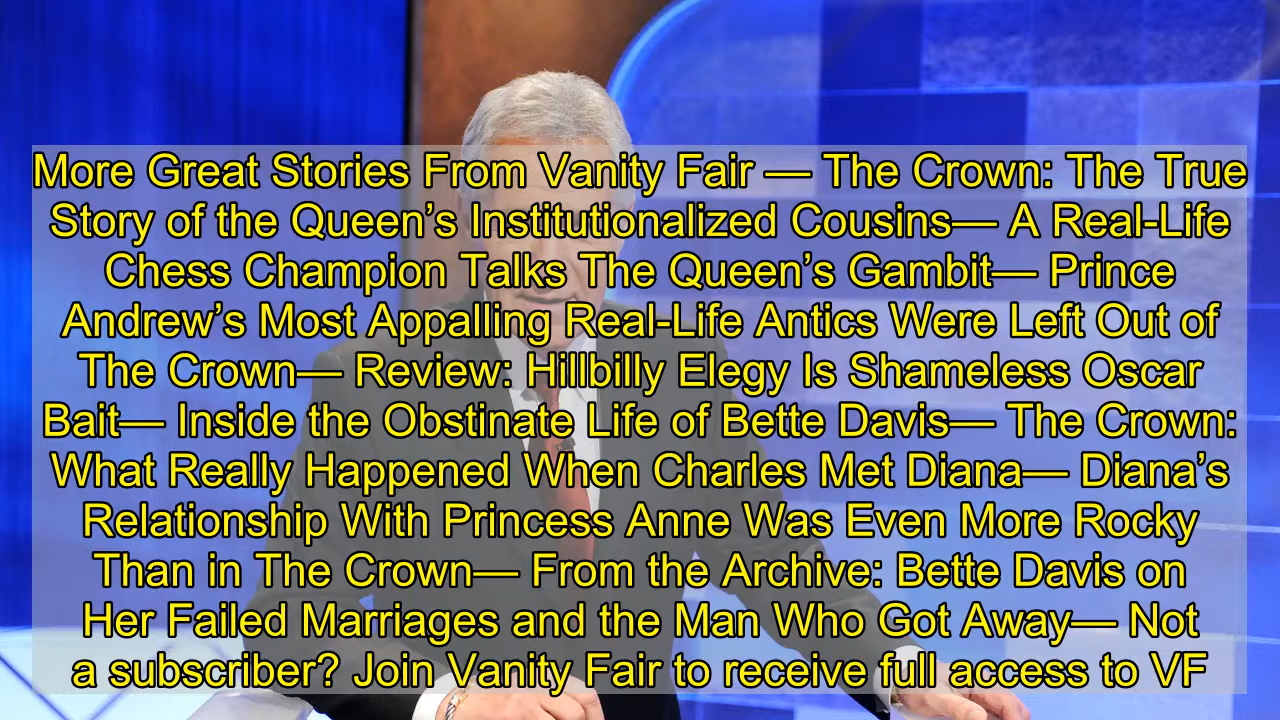 More Great Stories From Vanity Fair — The Crown: The True
Story of the Queen’s Institutionalized Cousins— A Real-Life
Chess Champion Talks The Queen’s Gambit— Prince
Andrew’s Most Appalling Real-Life Antics Were Left Out of
The Crown— Review: Hillbilly Elegy Is Shameless Oscar
Bait— Inside the Obstinate Life of Bette Davis— The Crown:
What Really Happened When Charles Met Diana— Diana’s
Relationship With Princess Anne Was Even More Rocky
Than in The Crown— From the Archive: Bette Davis on
Her Failed Marriages and the Man Who Got Away— Not
a subscriber? Join Vanity Fair to receive full access to VF